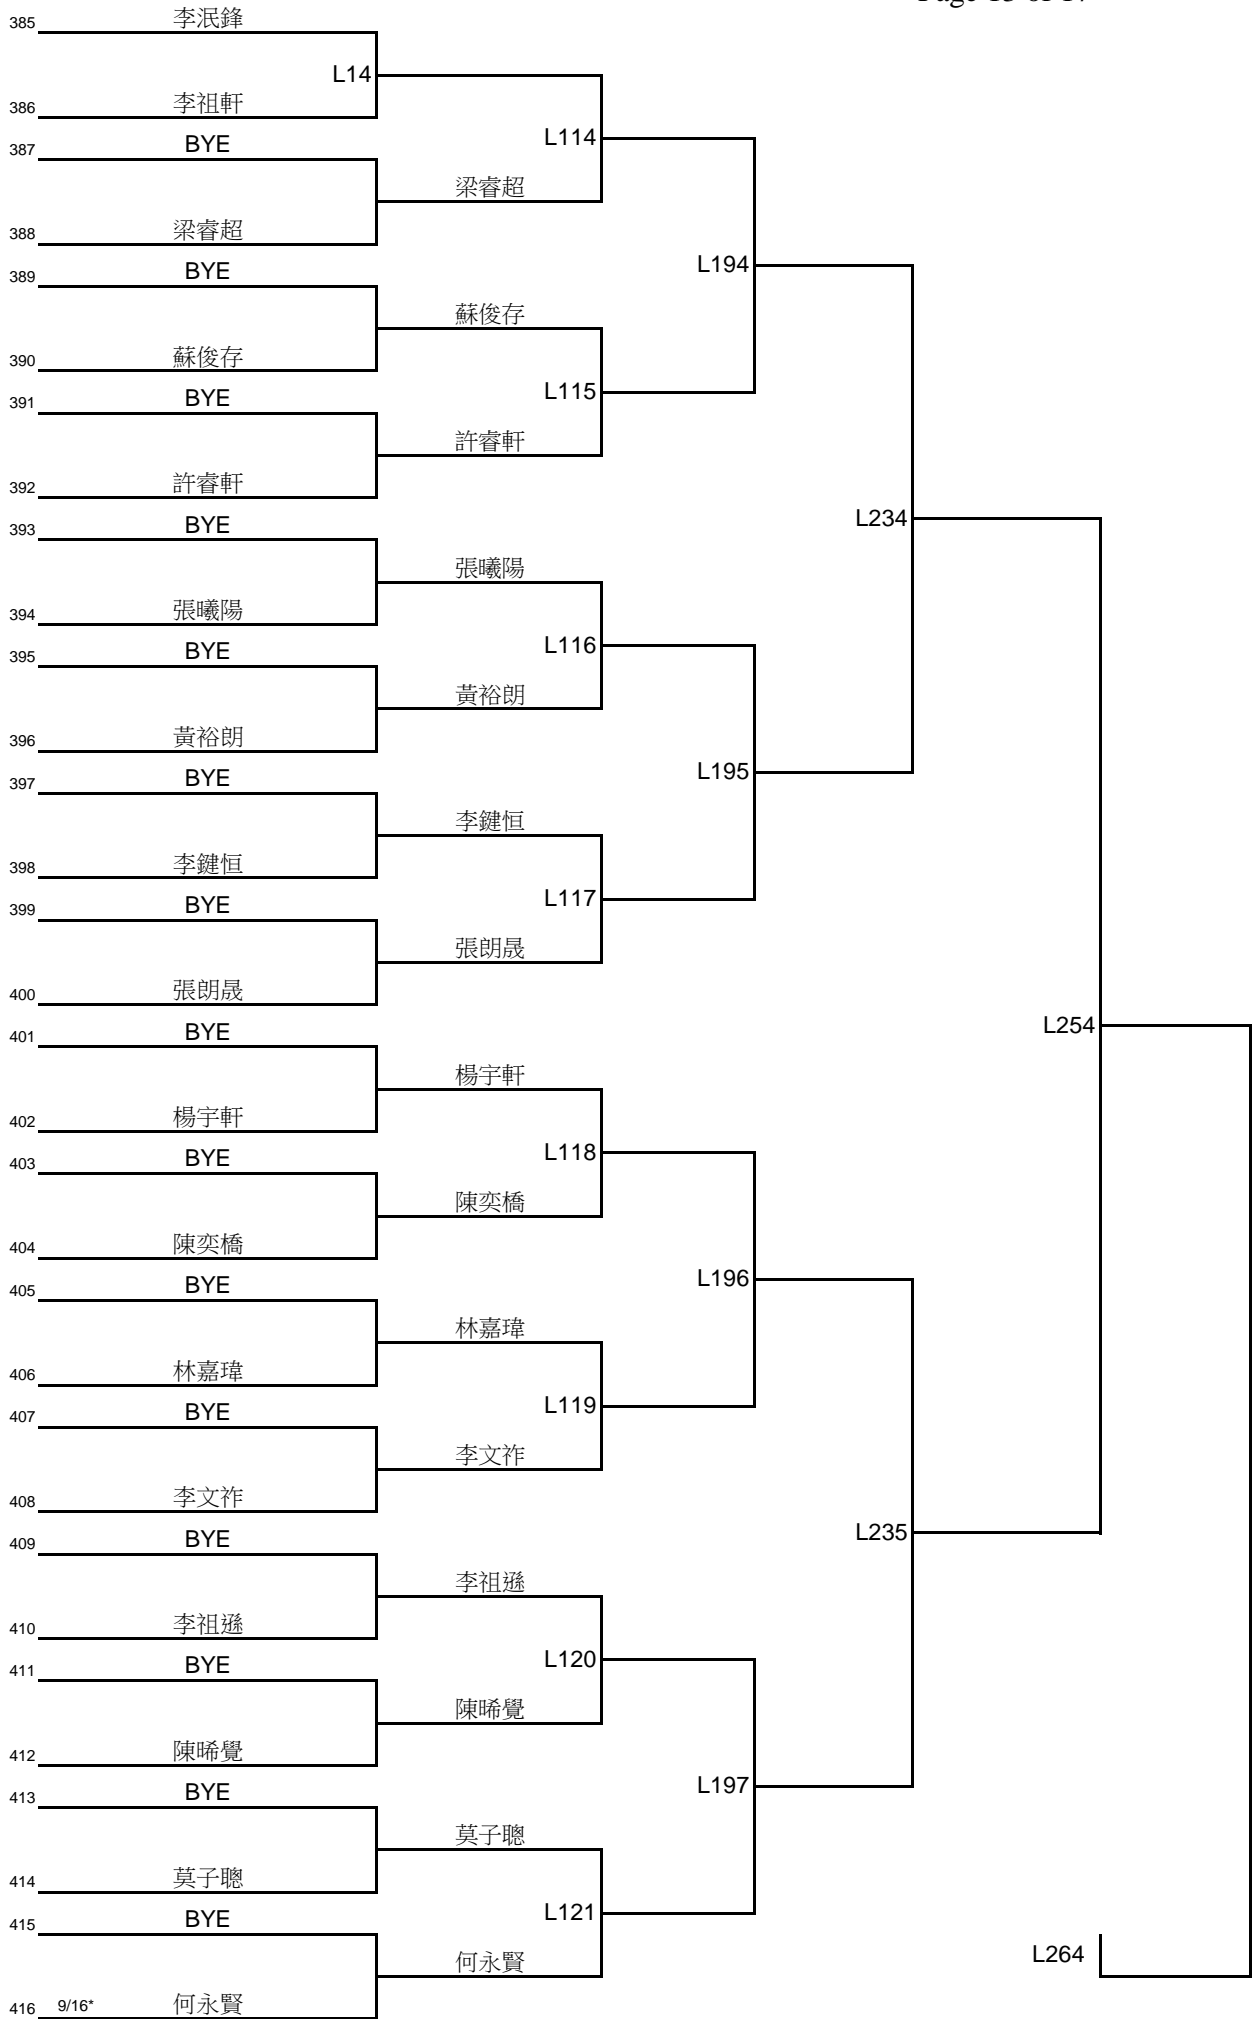 385 李泯鋒
L14
386 李祖軒
387 BYE
L114
梁睿超
388 梁睿超
L194
389 BYE
蘇俊存
390 蘇俊存
391 BYE
L115
許睿軒
392 許睿軒
L234
393 BYE
張曦陽
394 張曦陽
395 BYE
L116
黃裕朗
396 黃裕朗
L195
397 BYE
李鍵恒
398 李鍵恒
399 BYE
L117
張朗晟
400 張朗晟
L254
401 BYE
楊宇軒
402 楊宇軒
403 BYE
L118
陳奕橋
404 陳奕橋
L196
405 BYE
林嘉瑋
406 林嘉瑋
407 BYE
L119
李文祚
408 李文祚
L235
409 BYE
李祖遜
410 李祖遜
411 BYE
L120
陳晞覺
412 陳晞覺
L197
413 BYE
莫子聰
414 莫子聰
415 BYE
L121
何永賢
L264
416 9/16* 何永賢